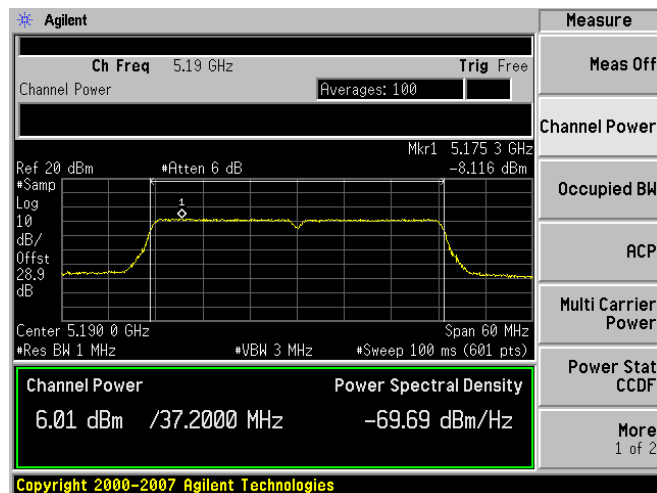 Agilent
Measure
Ch Freq 5.19 GHz Trig Free
Channel Power Averages: 100
Mkr1 5.175 3 GHz
Ref 20 dBm #Atten 6 dB -8.116 dBm
#Samp
Log
10
dB/
Offst
28.9
dB
1
Center 5.190 0 GHz Span 60 MHz
#Res BW 1 MHz #VBW 3 MHz #Sweep 100 ms (601 pts)
Channel Power Power Spectral Density
6.01 dBm /37.2000 MHz -69.69 dBm/Hz
Meas Off
Channel Power
Occupied BW
ACP
Multi Carrier
Power
Power Stat
CCDF
More
1 of 2
Copyright 2000-2007 Agilent Technologies